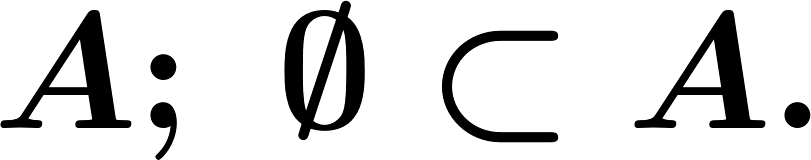 A; ∅ ⊂ A.